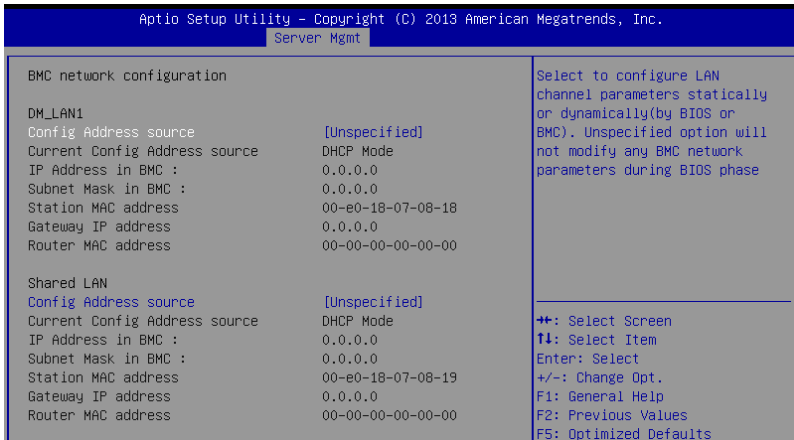 Aptio Setup Utility – Copyright (C) 2013 American Megatrends, Inc.
Server Mgmt
BMC network configuration
DM_LAN1
Config Address source [Unspecified]
Current Config Address source DHCP Mode
IP Address in BMC : 0.0.0.0
Subnet Mask in BMC : 0.0.0.0
Station MAC address 00-e0-18-07-08-18
Gateway IP address 0.0.0.0
Router MAC address 00-00-00-00-00-00
Shared LAN
Config Address source [Unspecified]
Current Config Address source DHCP Mode
IP Address in BMC : 0.0.0.0
Subnet Mask in BMC : 0.0.0.0
Station MAC address 00-e0-18-07-08-19
Gateway IP address 0.0.0.0
Router MAC address 00-00-00-00-00-00
Select to configure LAN
channel parameters statically
or dynamically(by BIOS or
BMC). Unspecified option will
not modify any BMC network
parameters during BIOS phase
→←: Select Screen
↑↓: Select Item
Enter: Select
+/-: Change Opt.
F1: General Help
F2: Previous Values
F5: Optimized Defaults